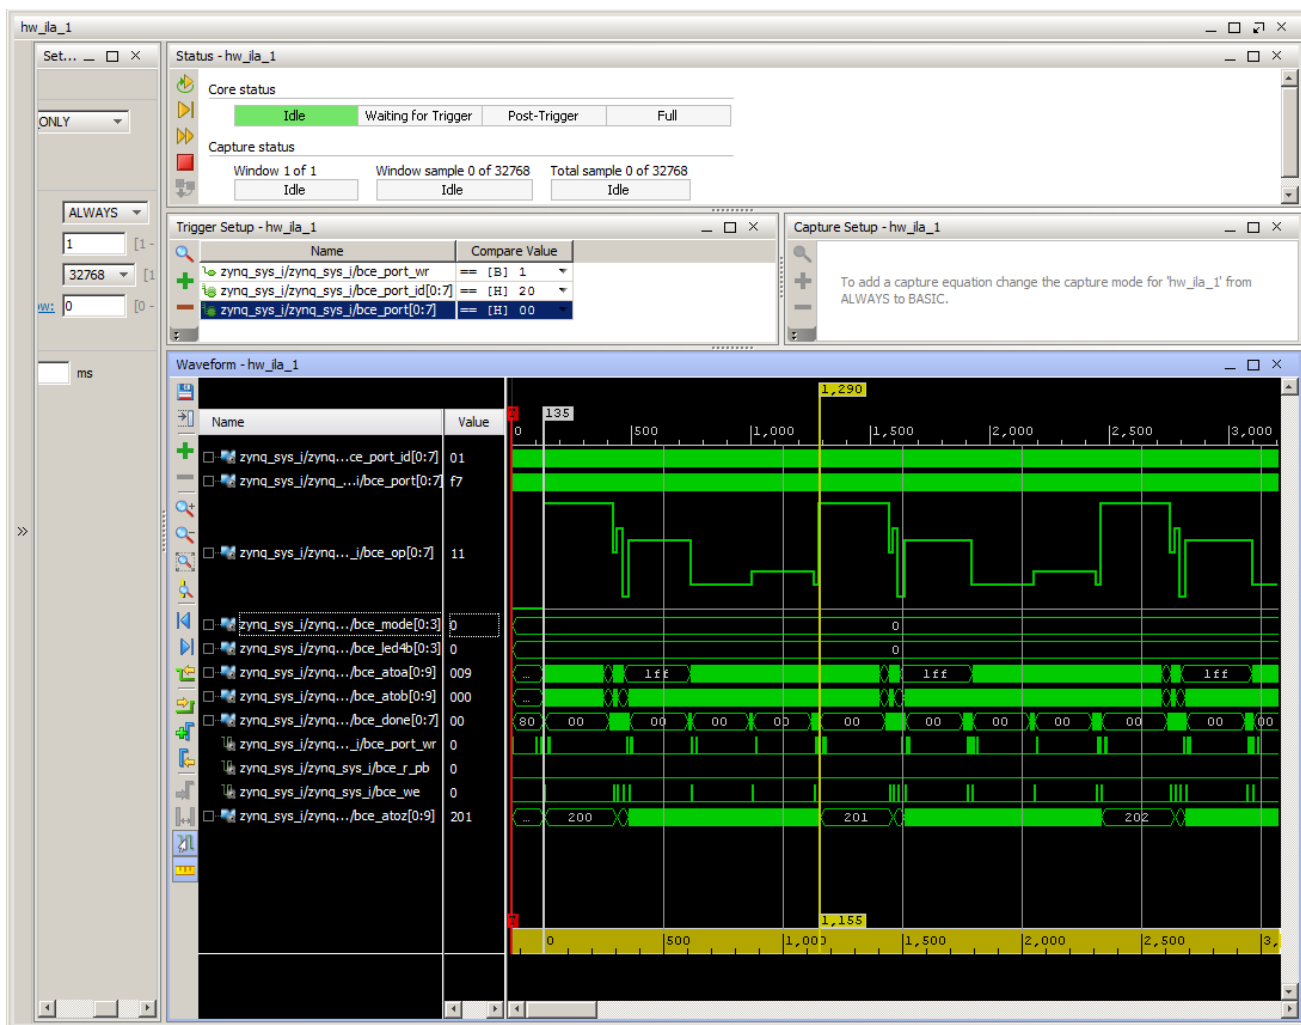 hw_ila_1
Set...
Status - hw_ila_1
Core status
Idle Waiting for Trigger Post-Trigger Full
Capture status
Window 1 of 1 Window sample 0 of 32768 Total sample 0 of 32768
Idle Idle Idle
ONLY
ALWAYS
1 [1 -
32768 [1
ow: 0 [0 -
ms
Trigger Setup - hw_ila_1
Name Compare Value
zynq_sys_i/zynq_sys_i/bce_port_wr == [B] 1
zynq_sys_i/zynq_sys_i/bce_port_id[0:7] == [H] 20
zynq_sys_i/zynq_sys_i/bce_port[0:7] == [H] 00
Capture Setup - hw_ila_1
To add a capture equation change the capture mode for 'hw_ila_1' from
ALWAYS to BASIC.
Waveform - hw_ila_1
1,290
T 135
Name Value
0 500 1,000 1,500 2,000 2,500 3,000
zynq_sys_i/zynq...ce_port_id[0:7] 01
zynq_sys_i/zynq_...i/bce_port[0:7] f7
zynq_sys_i/zynq..._i/bce_op[0:7] 11
zynq_sys_i/zynq.../bce_mode[0:3] 0 0
zynq_sys_i/zynq.../bce_led4b[0:3] 0 0
zynq_sys_i/zynq.../bce_atoa[0:9] 009 ... 1ff 1ff 1ff
zynq_sys_i/zynq.../bce_atob[0:9] 000 ...
zynq_sys_i/zynq.../bce_done[0:7] 00 80 00 00 00 00 00 00 00 00 00 00 00
zynq_sys_i/zynq..._i/bce_port_wr 0
zynq_sys_i/zynq_sys_i/bce_r_pb 0
zynq_sys_i/zynq_sys_i/bce_we 0
zynq_sys_i/zynq.../bce_atoz[0:9] 201 ... 200 201 202
T 1,155
0 500 1,000 1,500 2,000 2,500 3,